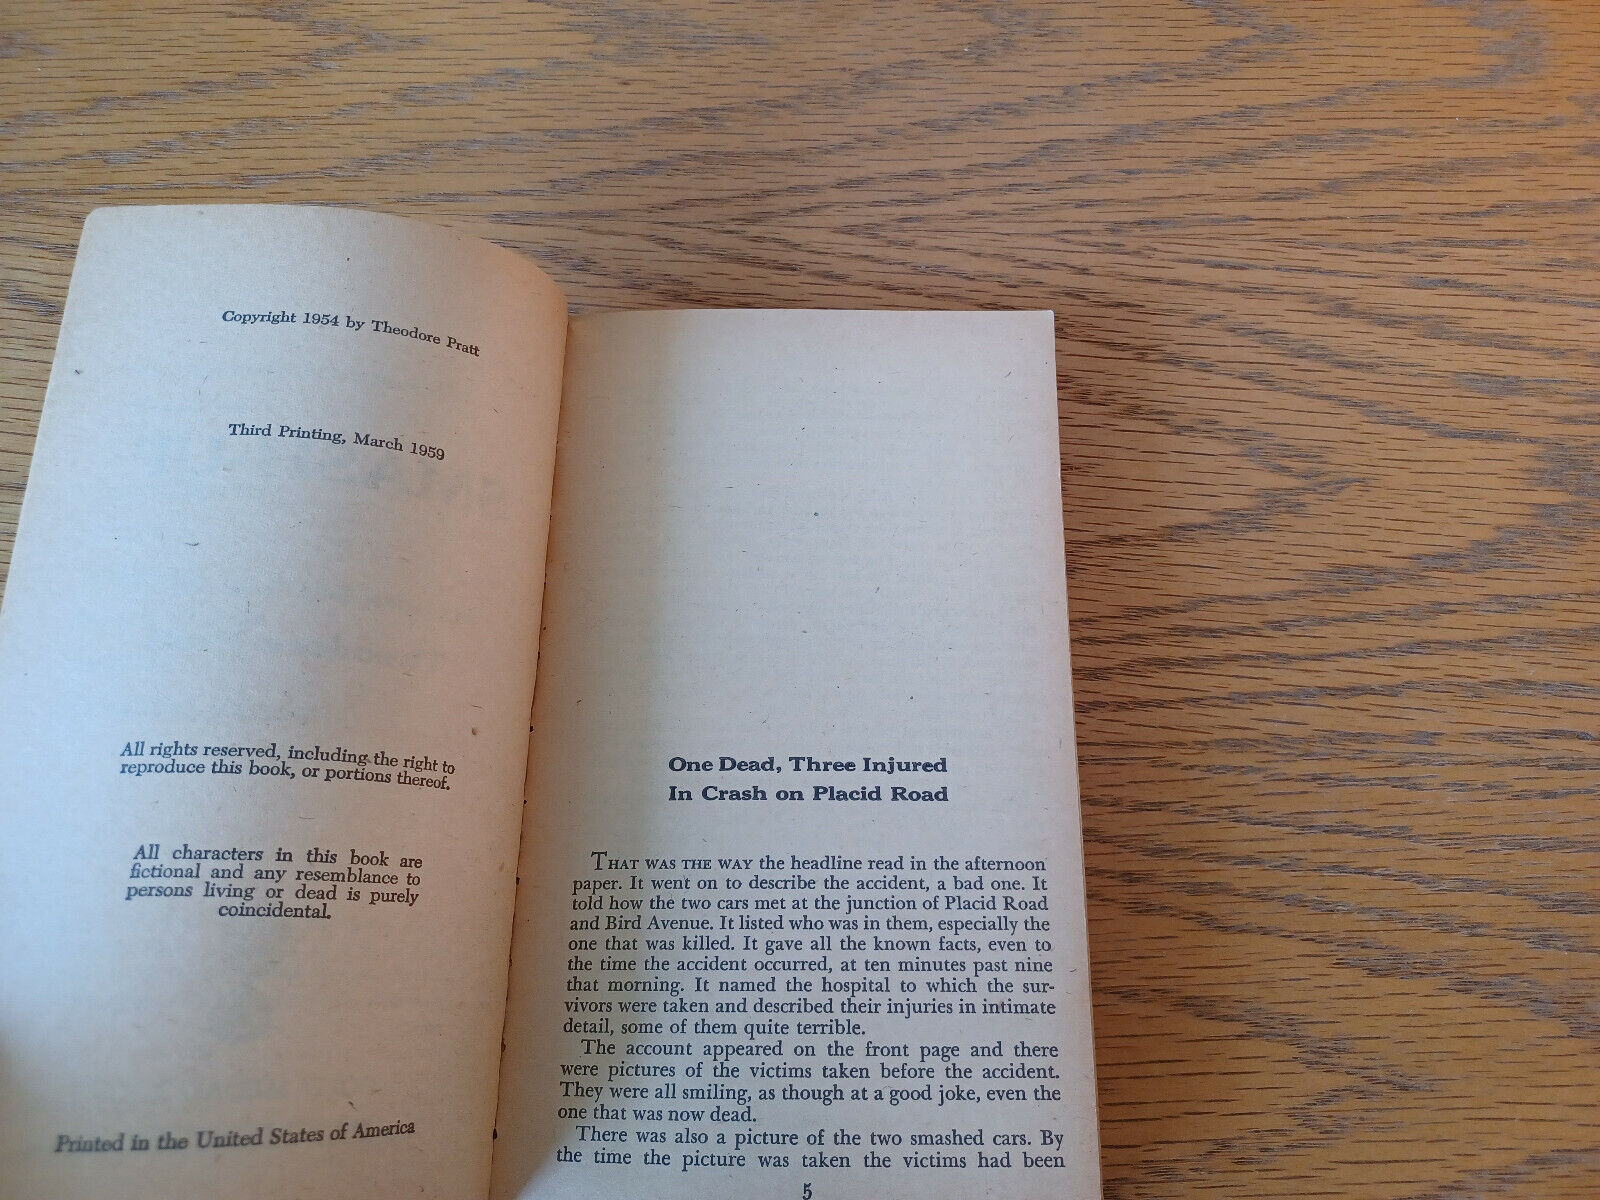 Copyright 1954 by Theodore Pratt
Third Printing, March 1959
All rights reserved, including the right to
reproduce this book, or portions thereof.
All characters in this book are
fictional and any resemblance to
persons living or dead is purely
coincidental.
Printed in the United States of America
One Dead, Three Injured
In Crash on Placid Road
THAT WAS THE WAY the headline read in the afternoon
paper. It went on to describe the accident, a bad one. It
told how the two cars met at the junction of Placid Road
and Bird Avenue. It listed who was in them, especially the
one that was killed. It gave all the known facts, even to
the time the accident occurred, at ten minutes past nine
that morning. It named the hospital to which the sur-
vivors were taken and described their injuries in intimate
detail, some of them quite terrible.
The account appeared on the front page and there
were pictures of the victims taken before the accident.
They were all smiling, as though at a good joke, even the
one that was now dead.
There was also a picture of the two smashed cars. By
the time the picture was taken the victims had been
5